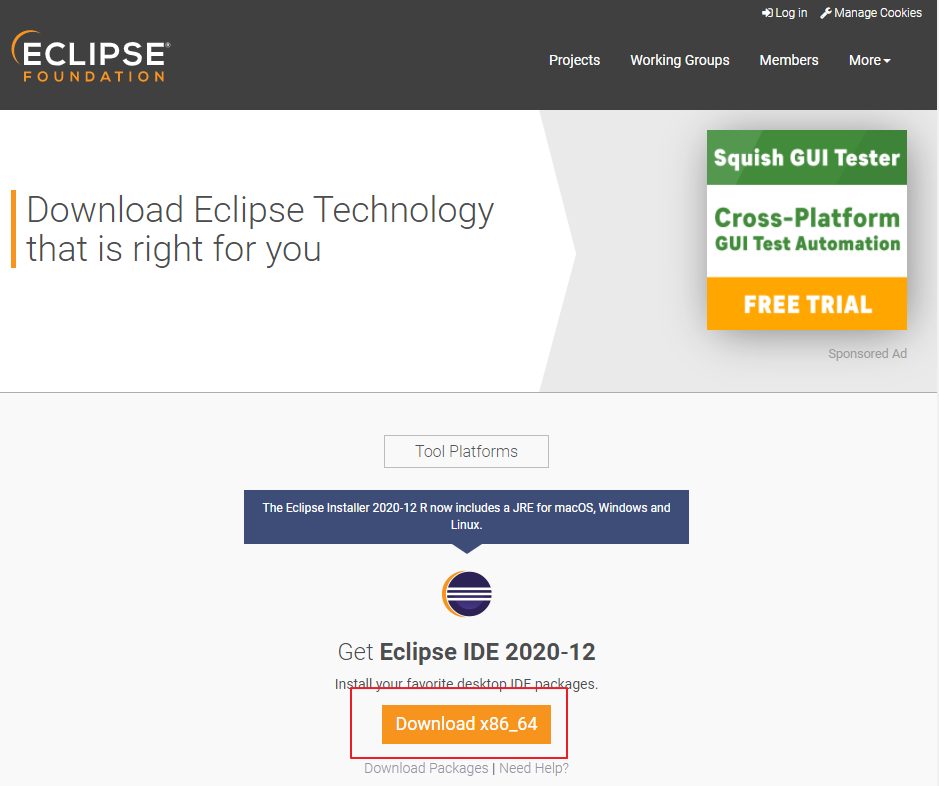 Log in Manage Cookies
ECLIPSE®
FOUNDATION
Projects Working Groups Members More
Download Eclipse Technology
that is right for you
Squish GUI Tester
Cross-Platform
GUI Test Automation
FREE TRIAL
Sponsored Ad
Tool Platforms
The Eclipse Installer 2020-12 R now includes a JRE for macOS, Windows and
Linux.
Get Eclipse IDE 2020-12
Install your favorite desktop IDE packages.
Download x86_64
Download Packages | Need Help?